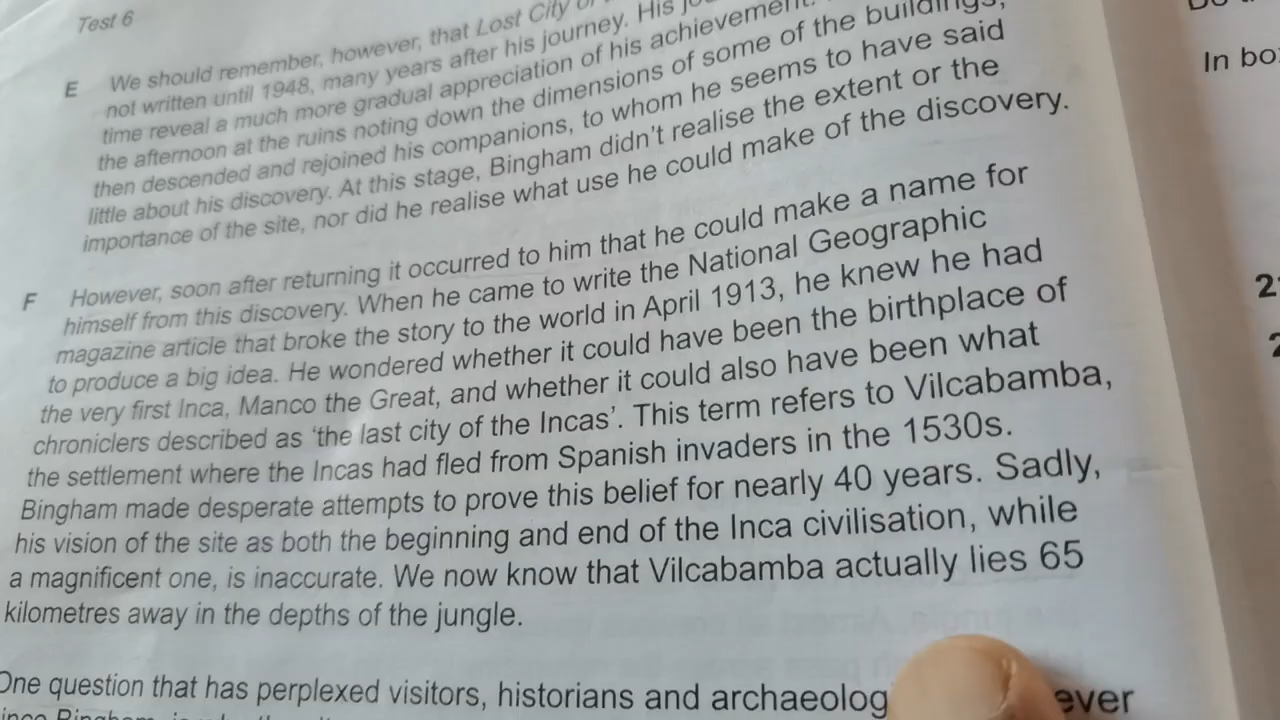 Test 6
E We should remember, however, that Lost City
not written until 1948, many years after his journey. His
time reveal a much more gradual appreciation of his achievement.
the afternoon at the ruins noting down the dimensions of some of the buildings,
then descended and rejoined his companions, to whom he seems to have said
little about his discovery. At this stage, Bingham didn't realise the extent or the
importance of the site, nor did he realise what use he could make of the discovery.
F However, soon after returning it occurred to him that he could make a name for
himself from this discovery. When he came to write the National Geographic
magazine article that broke the story to the world in April 1913, he knew he had
to produce a big idea. He wondered whether it could have been the birthplace of
the very first Inca, Manco the Great, and whether it could also have been what
chroniclers described as 'the last city of the Incas'. This term refers to Vilcabamba,
the settlement where the Incas had fled from Spanish invaders in the 1530s.
Bingham made desperate attempts to prove this belief for nearly 40 years. Sadly,
his vision of the site as both the beginning and end of the Inca civilisation, while
a magnificent one, is inaccurate. We now know that Vilcabamba actually lies 65
kilometres away in the depths of the jungle.
One question that has perplexed visitors, historians and archaeolog ever
In bo